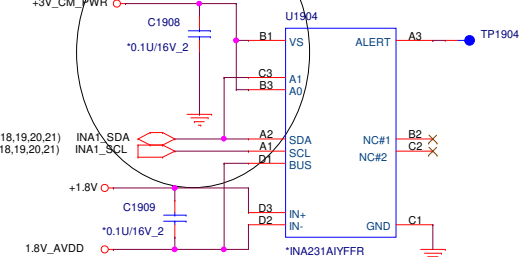 +3V_CM_PWR
C1908
*0.1U/16V_2
U1904
B1 VS
ALERT A3
TP1904
C3 A1
B3 A0
18,19,20,21) INA1_SDA A2 SDA
18,19,20,21) INA1_SCL A1 SCL
D1 BUS
NC#1 B2
NC#2 C2
+1.8V
C1909
*0.1U/16V_2
D3 IN+
D2 IN-
GND C1
1.8V_AVDD
*INA231AIYFFR